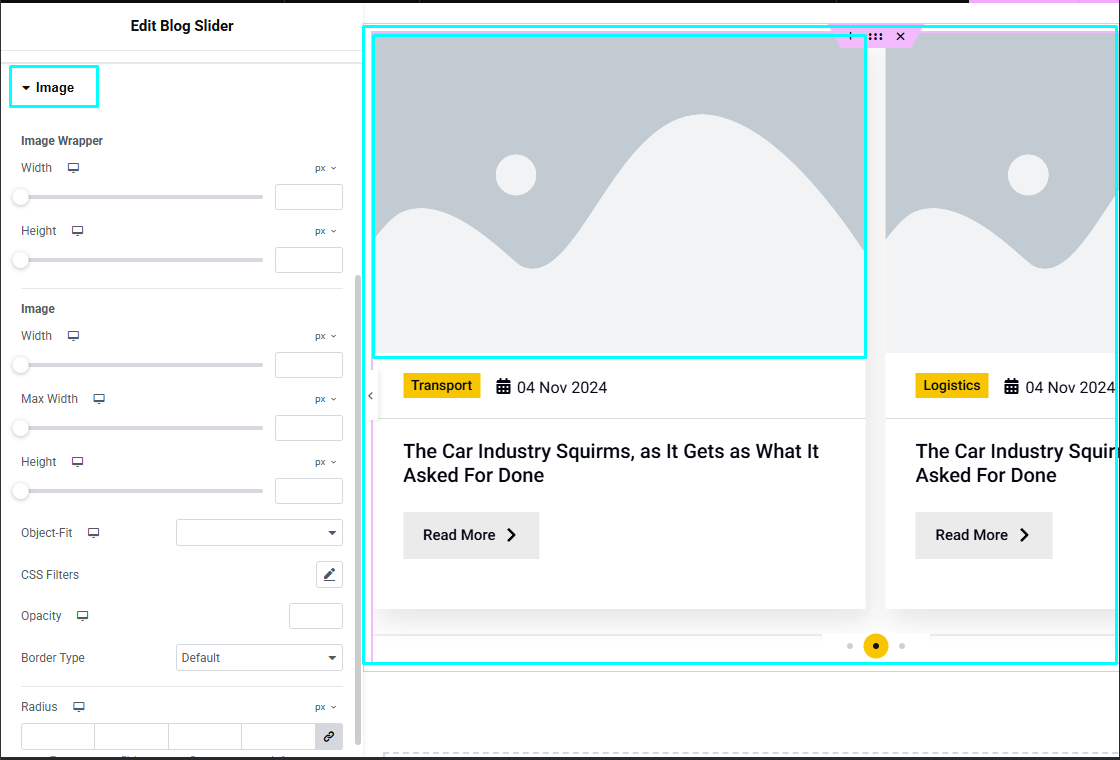 Edit Blog Slider
Image
Image Wrapper
Width px
Height px
Image
Width px
Max Width px
Height px
Object-Fit
CSS Filters
Opacity
Border Type Default
Radius px
Transport 04 Nov 2024
The Car Industry Squirms, as It Gets as What It
Asked For Done
Read More
Logistics 04 Nov 2024
The Car Industry Squir
Asked For Done
Read More